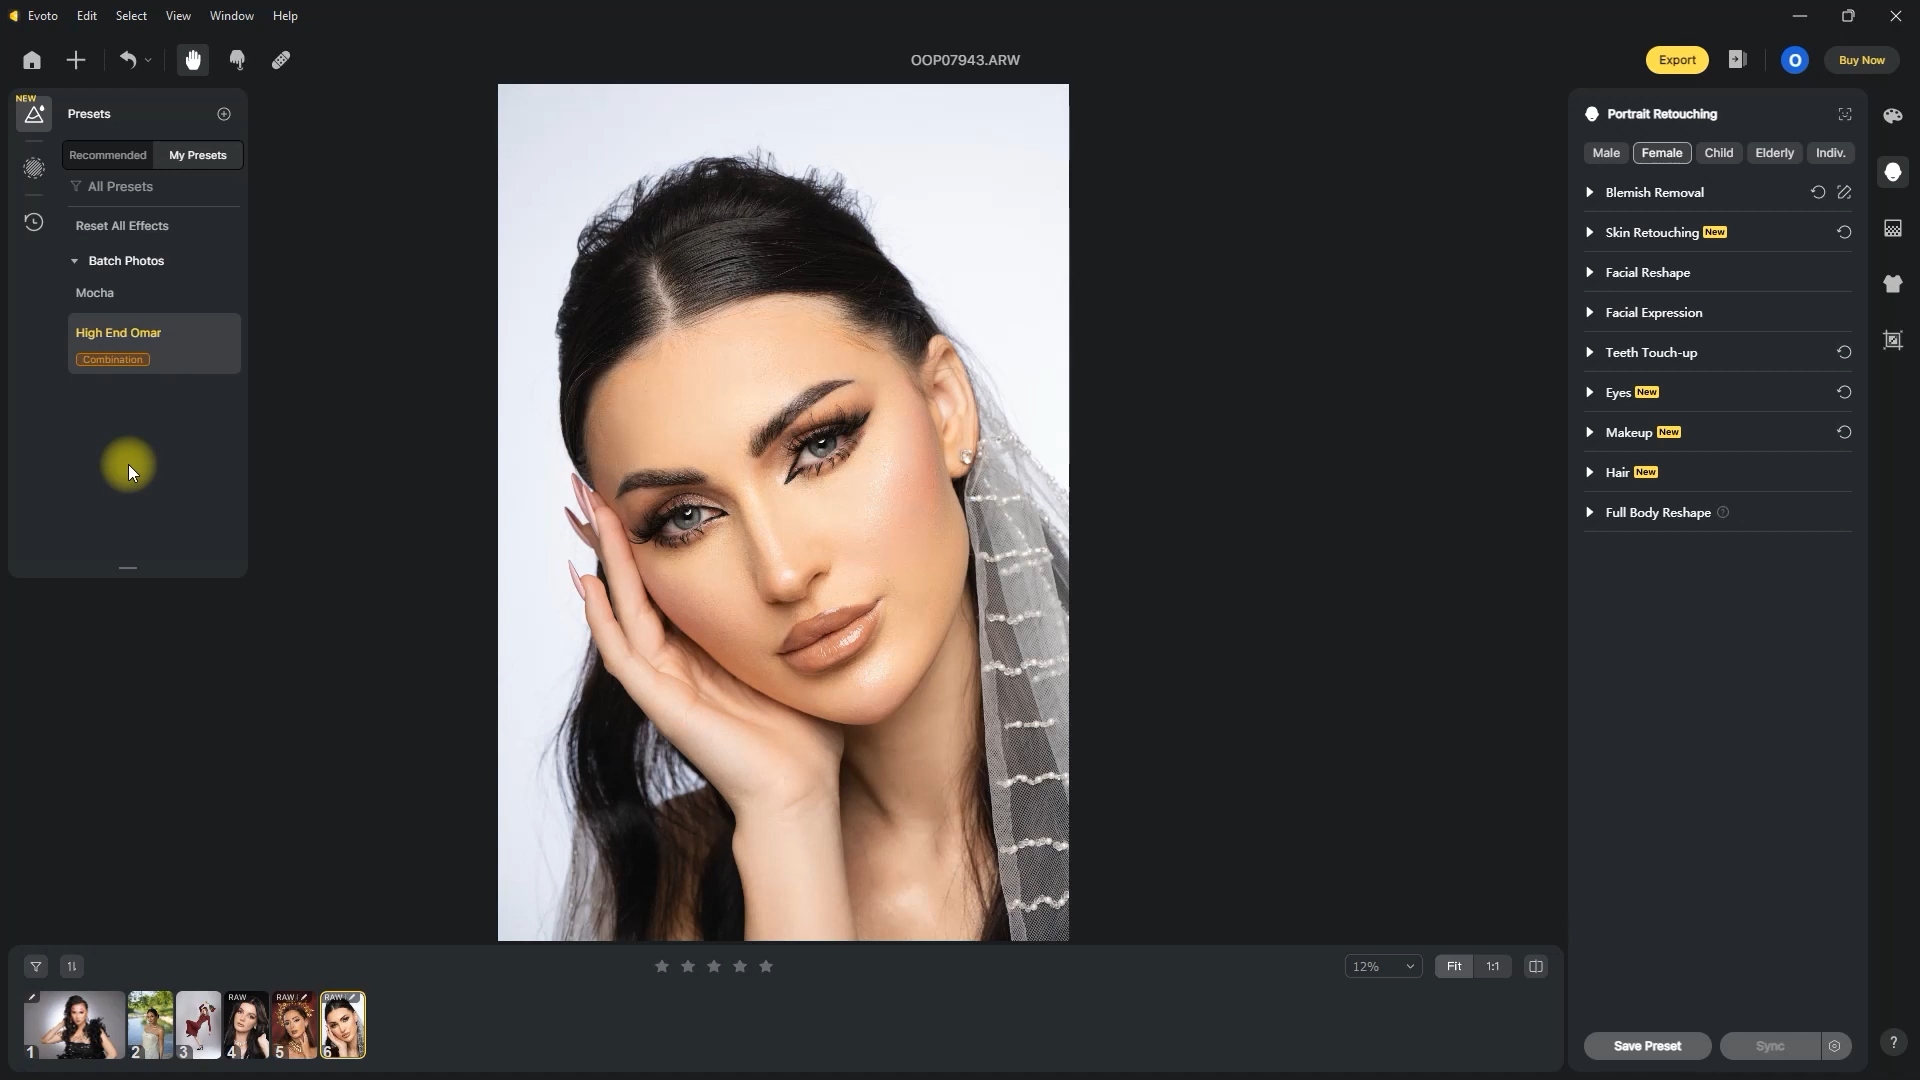 Evoto Edit Select View Window Help
OOP07943.ARW
Export
O
Buy Now
NEW
Presets
Recommended My Presets
All Presets
Reset All Effects
Batch Photos
Mocha
High End Omar
Combination
Portrait Retouching
Male Female Child Elderly Indiv.
Blemish Removal
Skin Retouching New
Facial Reshape
Facial Expression
Teeth Touch-up
Eyes New
Makeup New
Hair New
Full Body Reshape ?
12% Fit 1:1
RAW RAW RAW
1 2 3 4 5 6
Save Preset Sync
?